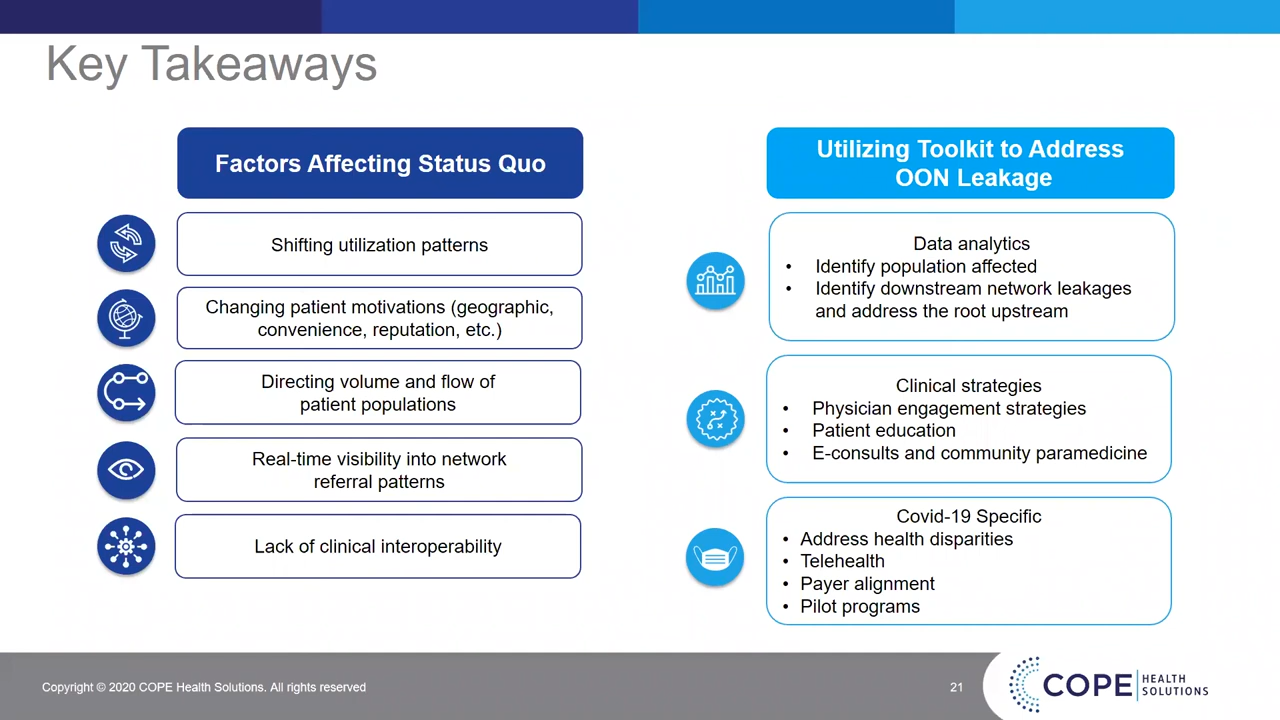 Key Takeaways
Factors Affecting Status Quo
Shifting utilization patterns
Changing patient motivations (geographic,
convenience, reputation, etc.)
Directing volume and flow of
patient populations
Real-time visibility into network
referral patterns
Lack of clinical interoperability
Utilizing Toolkit to Address
OON Leakage
Data analytics
• Identify population affected
• Identify downstream network leakages
and address the root upstream
Clinical strategies
• Physician engagement strategies
• Patient education
• E-consults and community paramedicine
Covid-19 Specific
• Address health disparities
• Telehealth
• Payer alignment
• Pilot programs
Copyright © 2020 COPE Health Solutions. All rights reserved
21
COPE HEALTH
SOLUTIONS